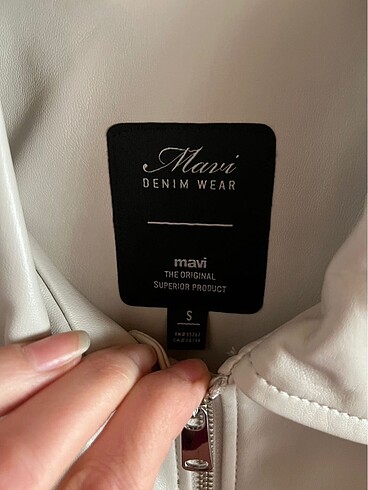 Mavi
DENIM WEAR
mavi
THE ORIGINAL
SUPERIOR PRODUCT
S